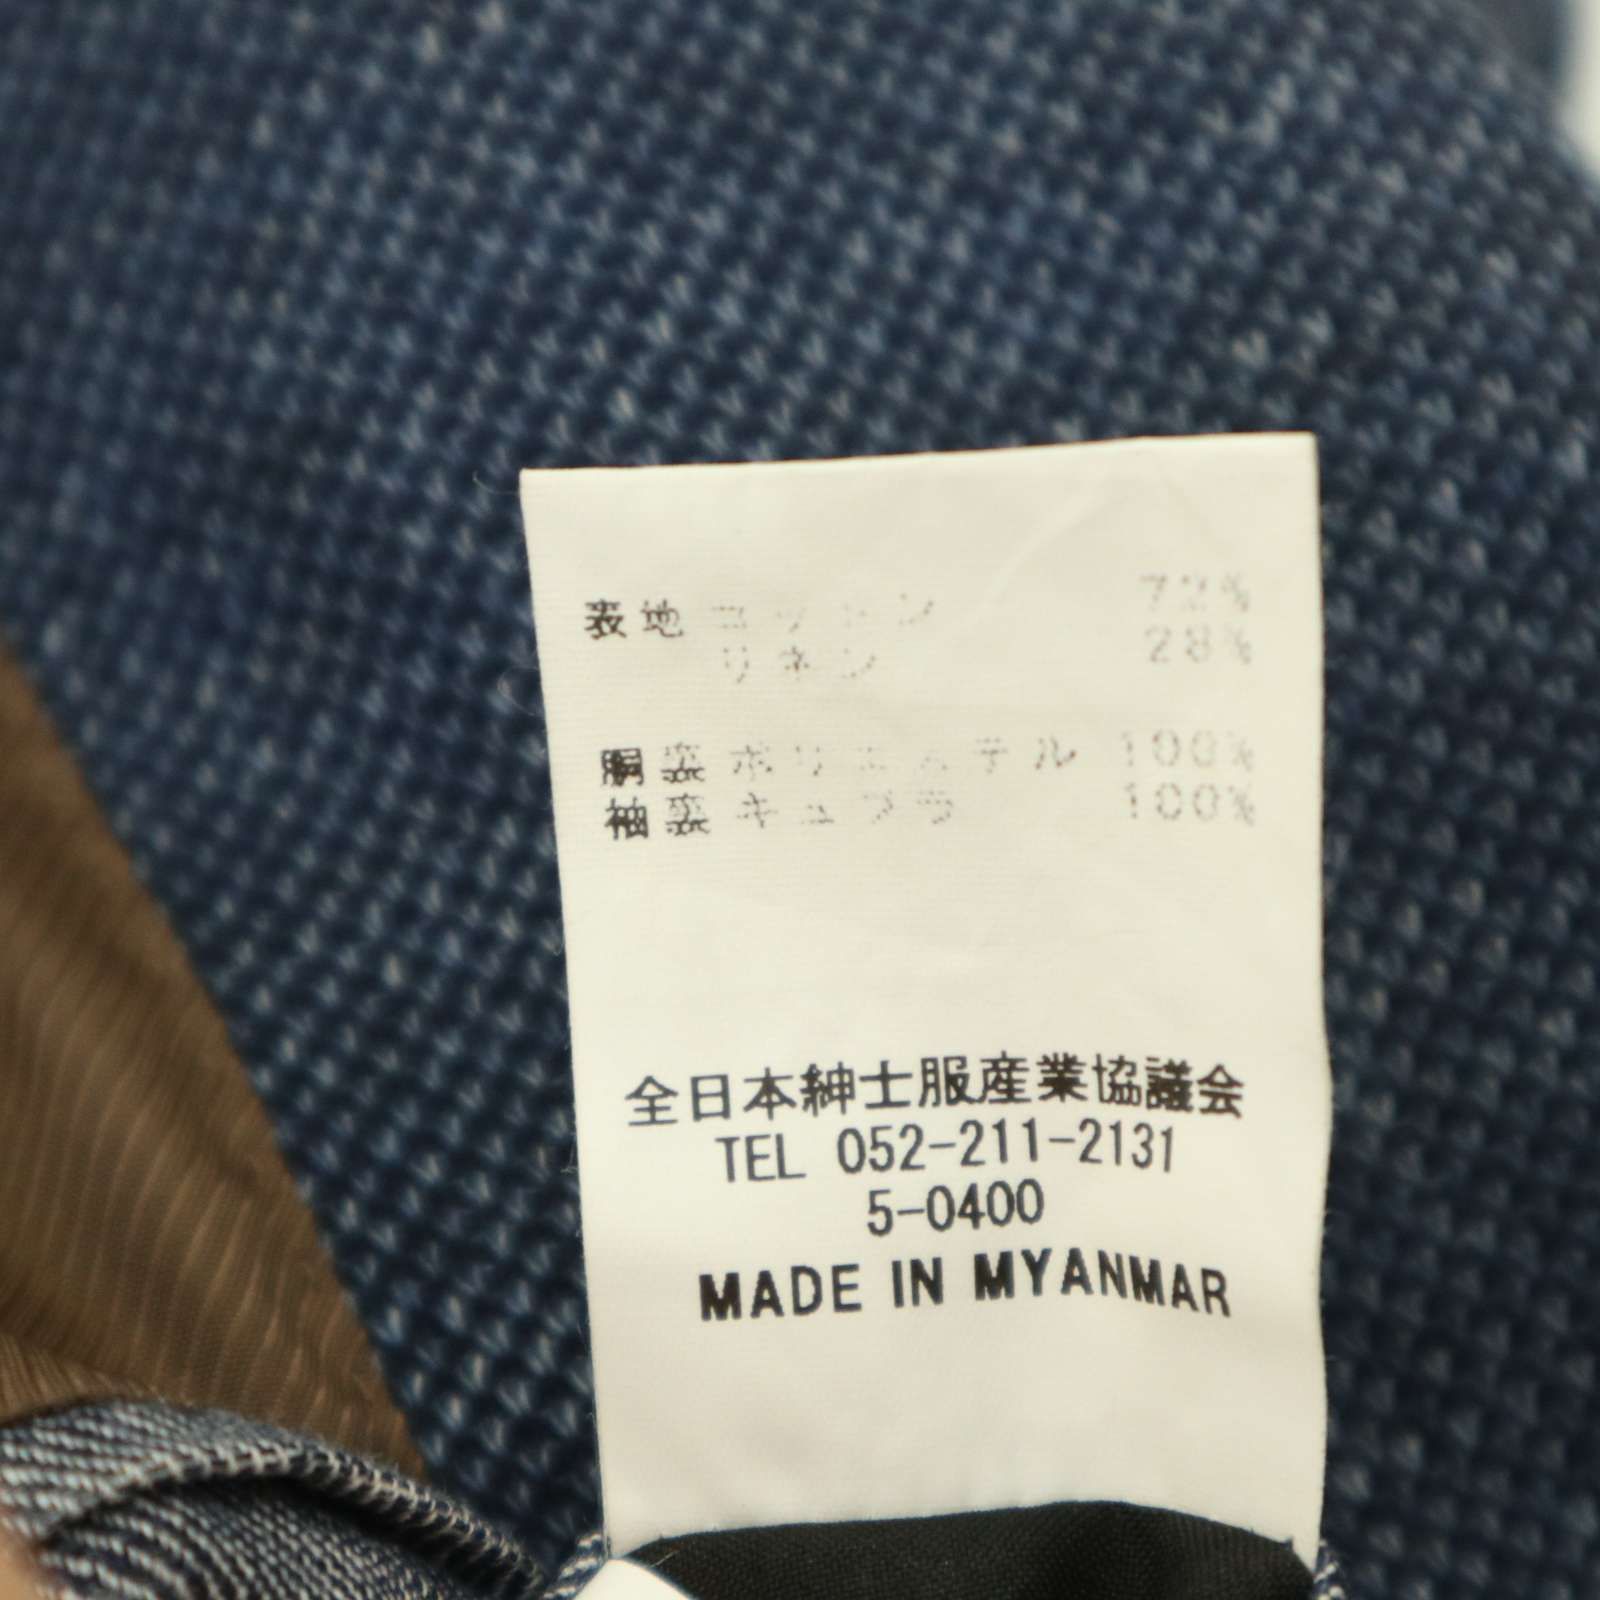 表地 コットン 72%
リネン 28%
胴裏 ポリエステル 100%
袖裏 キュプラ 100%
全日本紳士服産業協議会
TEL 052-211-2131
5-0400
MADE IN MYANMAR